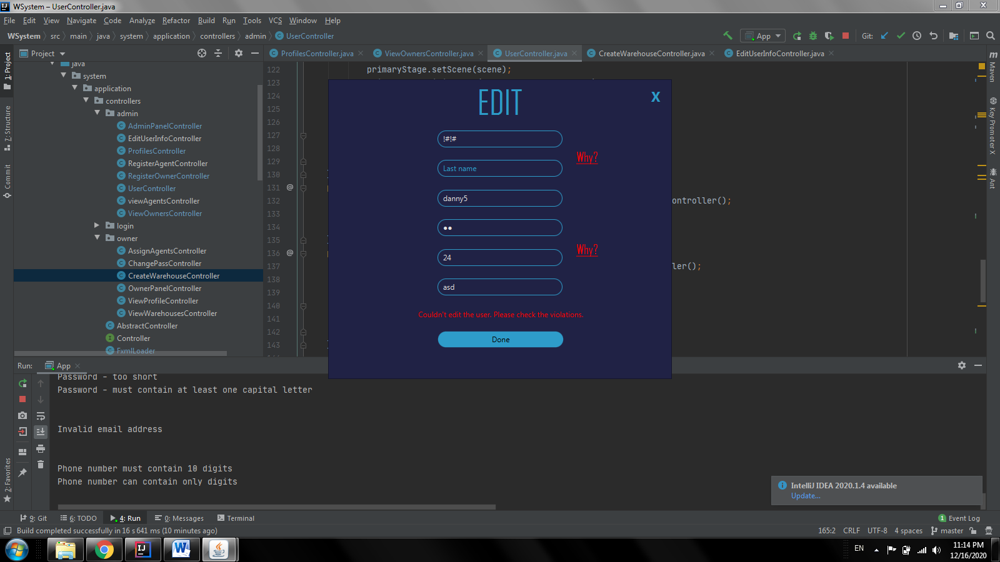 WSystem – UserController.java
File Edit View Navigate Code Analyze Refactor Build Run Tools VCS Window Help
WSystem src main java system application controllers admin UserController
App Git:
Project
ProfilesController.java ViewOwnersController.java UserController.java CreateWarehouseController.java EditUserInfoController.java
1: Project
7: Structure
Commit
2: Favorites
java
system
application
controllers
admin
AdminPanelController
EditUserInfoController
ProfilesController
RegisterAgentController
RegisterOwnerController
UserController
viewAgentsController
ViewOwnersController
login
owner
AssignAgentsController
ChangePassController
CreateWarehouseController
OwnerPanelController
ViewProfileController
ViewWarehousesController
AbstractController
Controller
FxmlLoader
122 primaryStage.setScene(scene);
123
124
125
126
127
128
129
130
131
132 ontroller();
133
134
135
136
137 ler();
138
139
140
141
142
143
EDIT
X
!#!#
Why?
Last name
danny5
●●
Why?
24
asd
Couldn't edit the user. Please check the violations.
Done
Maven
Key Promoter X
Ant
Run: App
Password - too short
Password - must contain at least one capital letter
Invalid email address
Phone number must contain 10 digits
Phone number can contain only digits
IntelliJ IDEA 2020.1.4 available
Update...
9: Git 6: TODO 4: Run 0: Messages Terminal 1 Event Log
Build completed successfully in 16 s 641 ms (10 minutes ago) 165:2 CRLF UTF-8 4 spaces master
EN
11:14 PM
12/16/2020